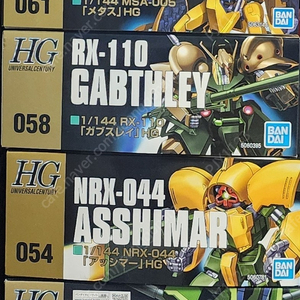 061
1/144 MSA-005
「メタス」HG
BANDAI
HG
UNIVERSAL CENTURY
058
RX-110
GABTHLEY
1/144 RX-110
「ガブスレイ」HG
BANDAI
HG
UNIVERSAL CENTURY
054
NRX-044
ASSHIMAR
1/144 NRX-044
「アッシマー」HG
BANDAI
HG